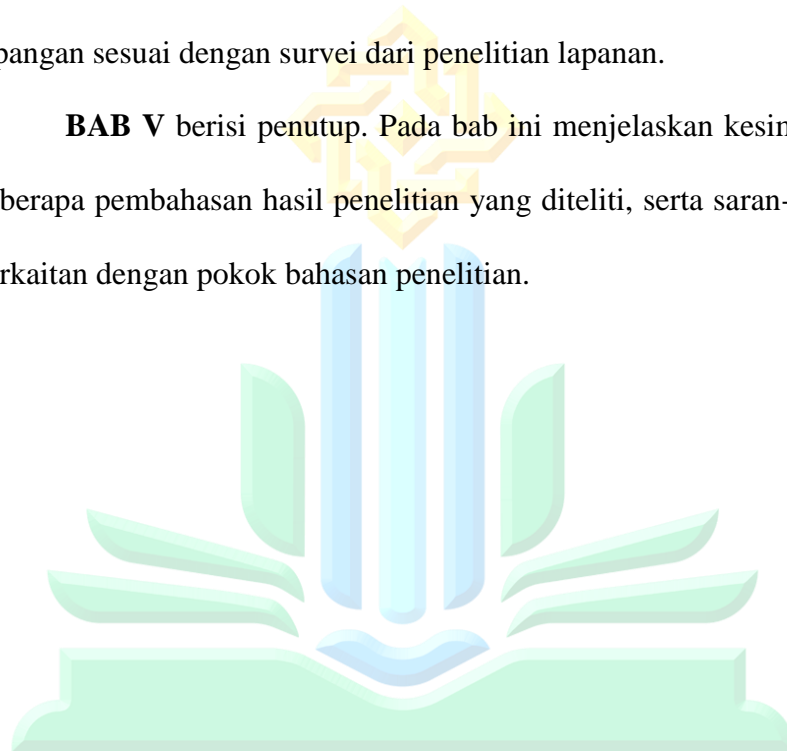 pangan sesuai dengan survei dari penelitian lapanan.
BAB V berisi penutup. Pada bab ini menjelaskan kesin
berapa pembahasan hasil penelitian yang diteliti, serta saran-
rkaitan dengan pokok bahasan penelitian.